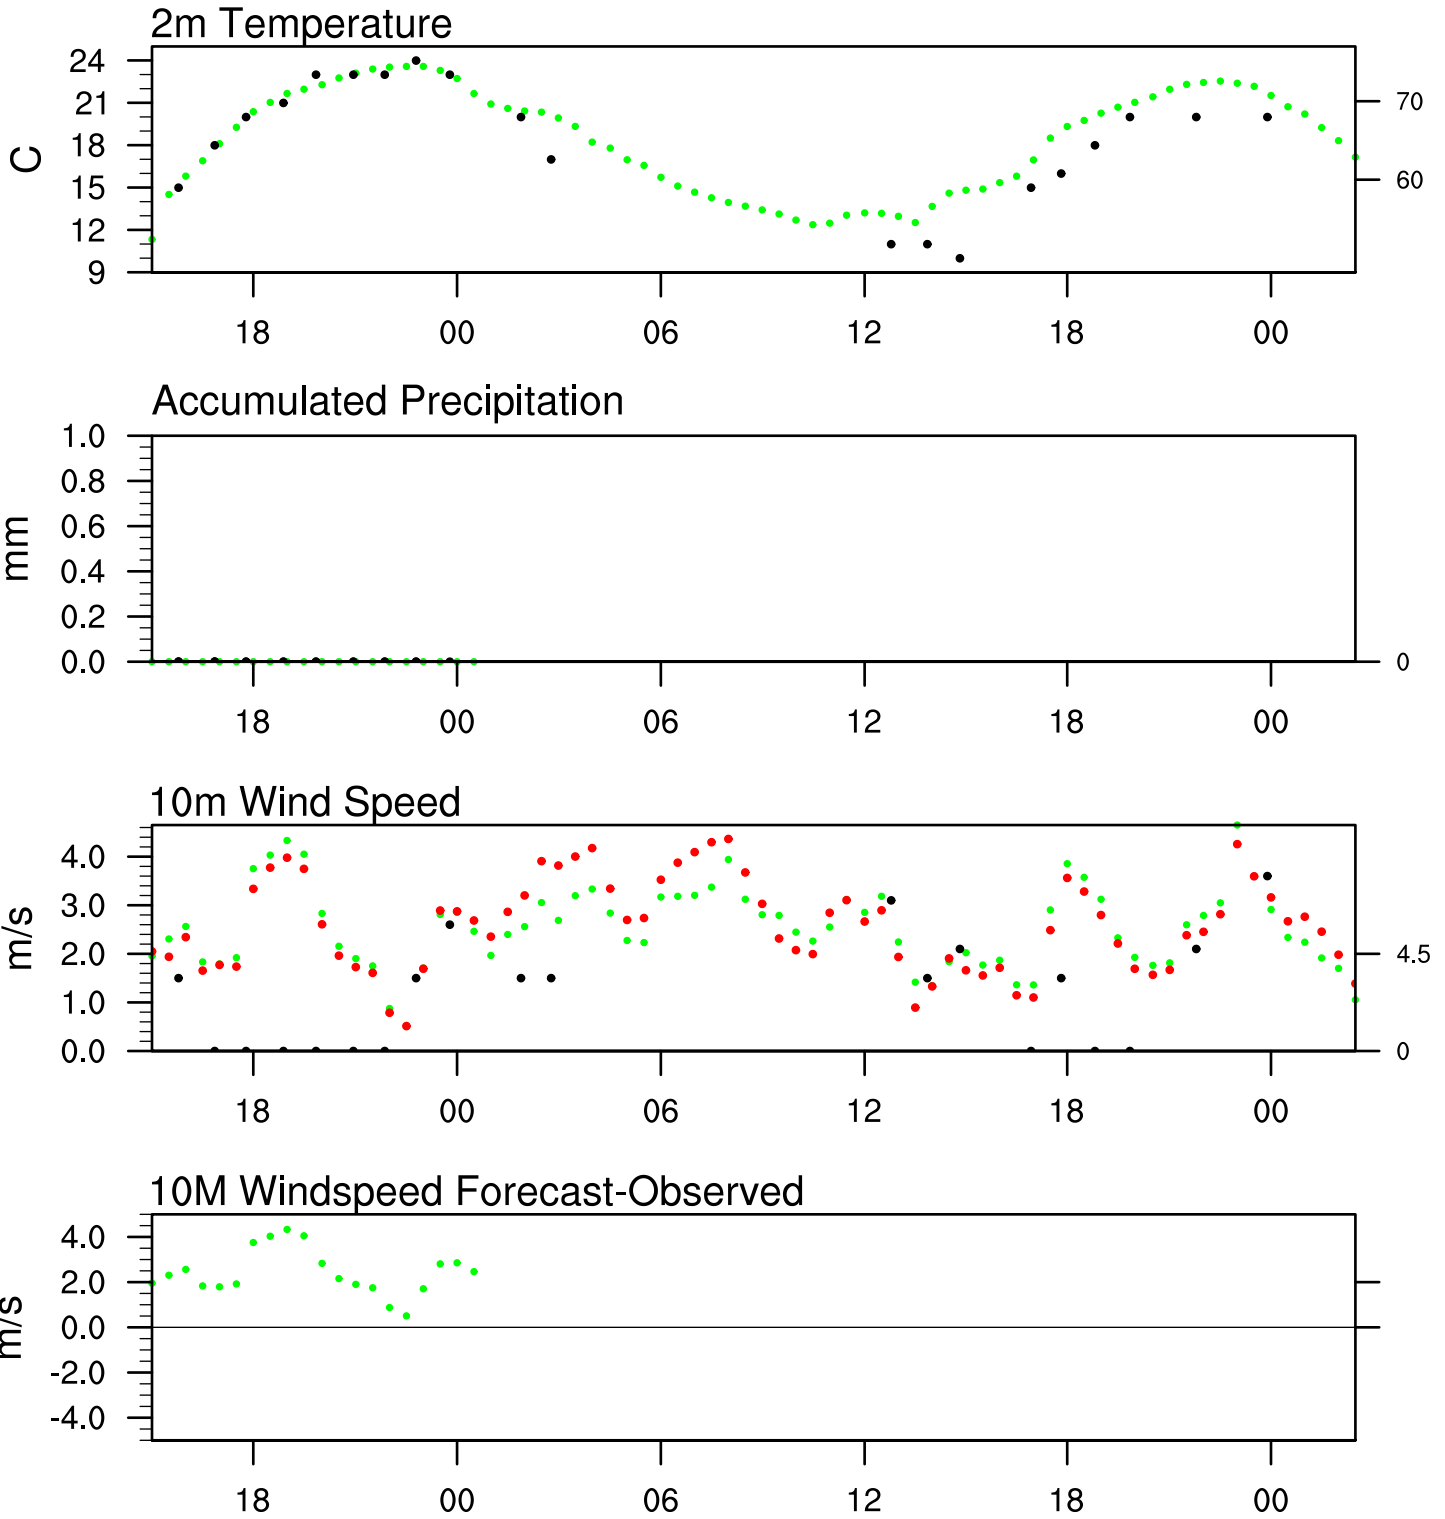 2m Temperature
24
21
18
15
12
9
C
70
60
18 00 06 12 18 00
Accumulated Precipitation
1.0
0.8
0.6
0.4
0.2
0.0
mm
0
18 00 06 12 18 00
10m Wind Speed
4.0
3.0
2.0
1.0
0.0
m/s
4.5
0
18 00 06 12 18 00
10M Windspeed Forecast-Observed
4.0
2.0
0.0
-2.0
-4.0
m/s
18 00 06 12 18 00